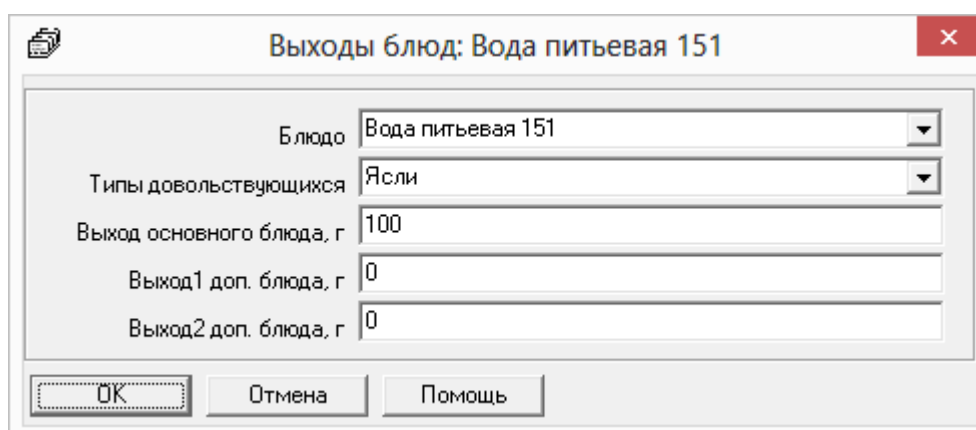 Выходы блюд: Вода питьевая 151
Блюдо Вода питьевая 151
Типы довольствующихся Ясли
Выход основного блюда, г 100
Выход1 доп. блюда, г 0
Выход2 доп. блюда, г 0
OK Отмена Помощь